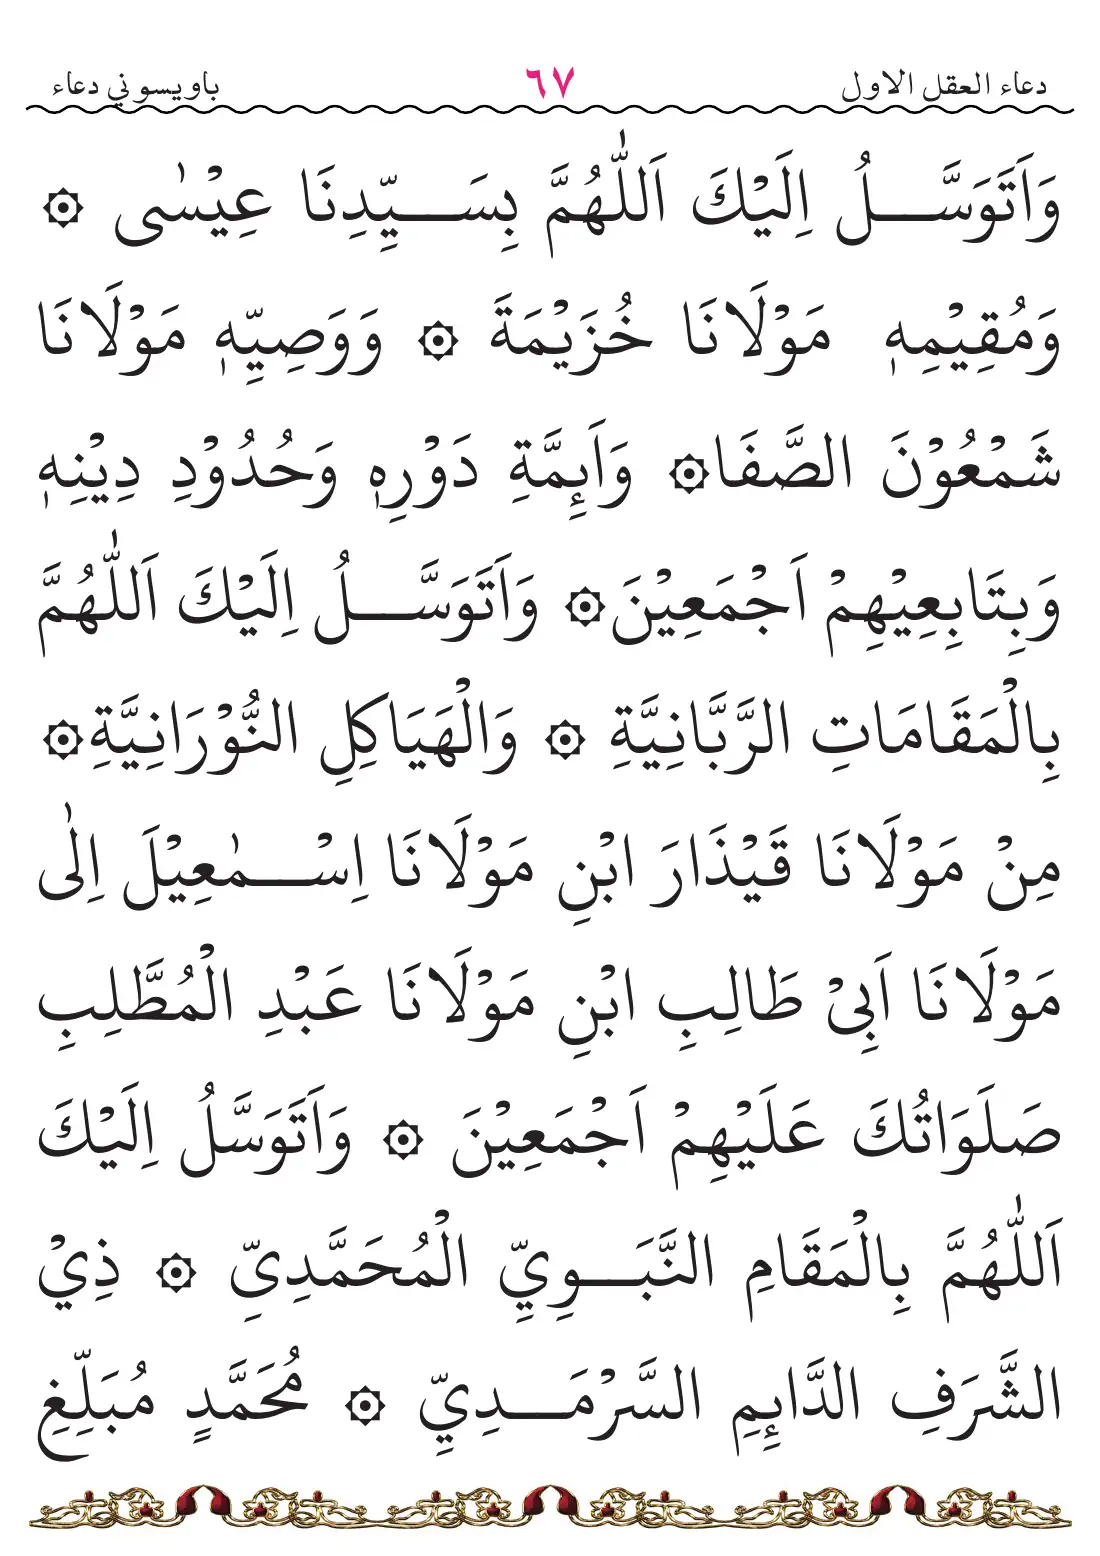 دعاء العقل الاول ٦٧ باويسوني دعاء
وَاَتَوَسَّـــلُ اِلَيْكَ اَللّٰهُمَّ بِسَـــيِّدِنَا عِيْسٰى ۞
وَمُقِيْمِهٖ مَوْلَانَا خُزَيْمَةَ ۞ وَوَصِيِّهٖ مَوْلَانَا
شَمْعُوْنَ الصَّفَا۞ وَاَئِمَّةِ دَوْرِهٖ وَحُدُوْدِ دِيْنِهٖ
وَبِتَابِعِيْهِمْ اَجْمَعِيْنَ۞ وَاَتَوَسَّـــلُ اِلَيْكَ اَللّٰهُمَّ
بِالْمَقَامَاتِ الرَّبَّانِيَّةِ ۞ وَالْهَيَاكِلِ النُّوْرَانِيَّةِ۞
مِنْ مَوْلَانَا قَيْذَارَ ابْنِ مَوْلَانَا اِسْـــمٰعِيْلَ اِلٰى
مَوْلَانَا اَبِيْ طَالِبِ ابْنِ مَوْلَانَا عَبْدِ الْمُطَّلِبِ
صَلَوَاتُكَ عَلَيْهِمْ اَجْمَعِيْنَ ۞ وَاَتَوَسَّلُ اِلَيْكَ
اَللّٰهُمَّ بِالْمَقَامِ النَّبَـــوِيِّ الْمُحَمَّدِيِّ ۞ ذِيْ
الشَّرَفِ الدَّائِمِ السَّرْمَـــدِيِّ ۞ مُحَمَّدٍ مُبَلِّغِ